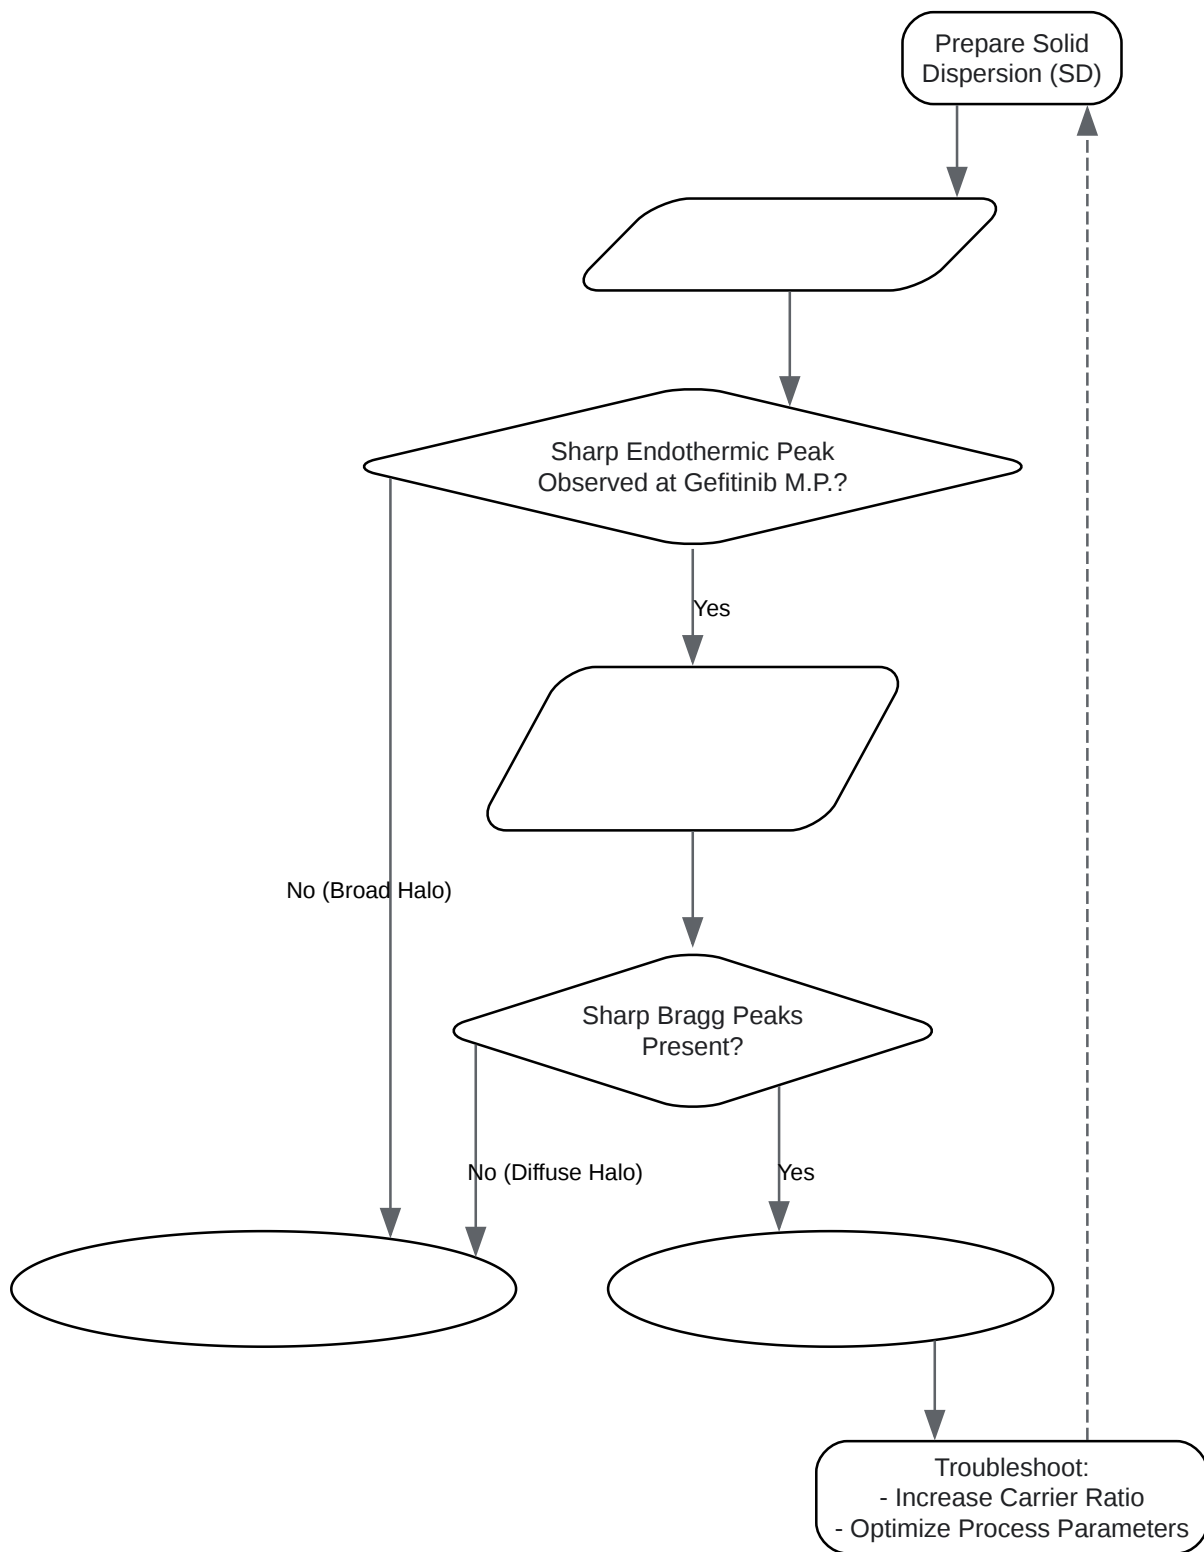 Prepare Solid
Dispersion (SD)
Sharp Endothermic Peak
Observed at Gefitinib M.P.?
Yes
No (Broad Halo)
Sharp Bragg Peaks
Present?
No (Diffuse Halo)
Yes
Troubleshoot:
- Increase Carrier Ratio
- Optimize Process Parameters